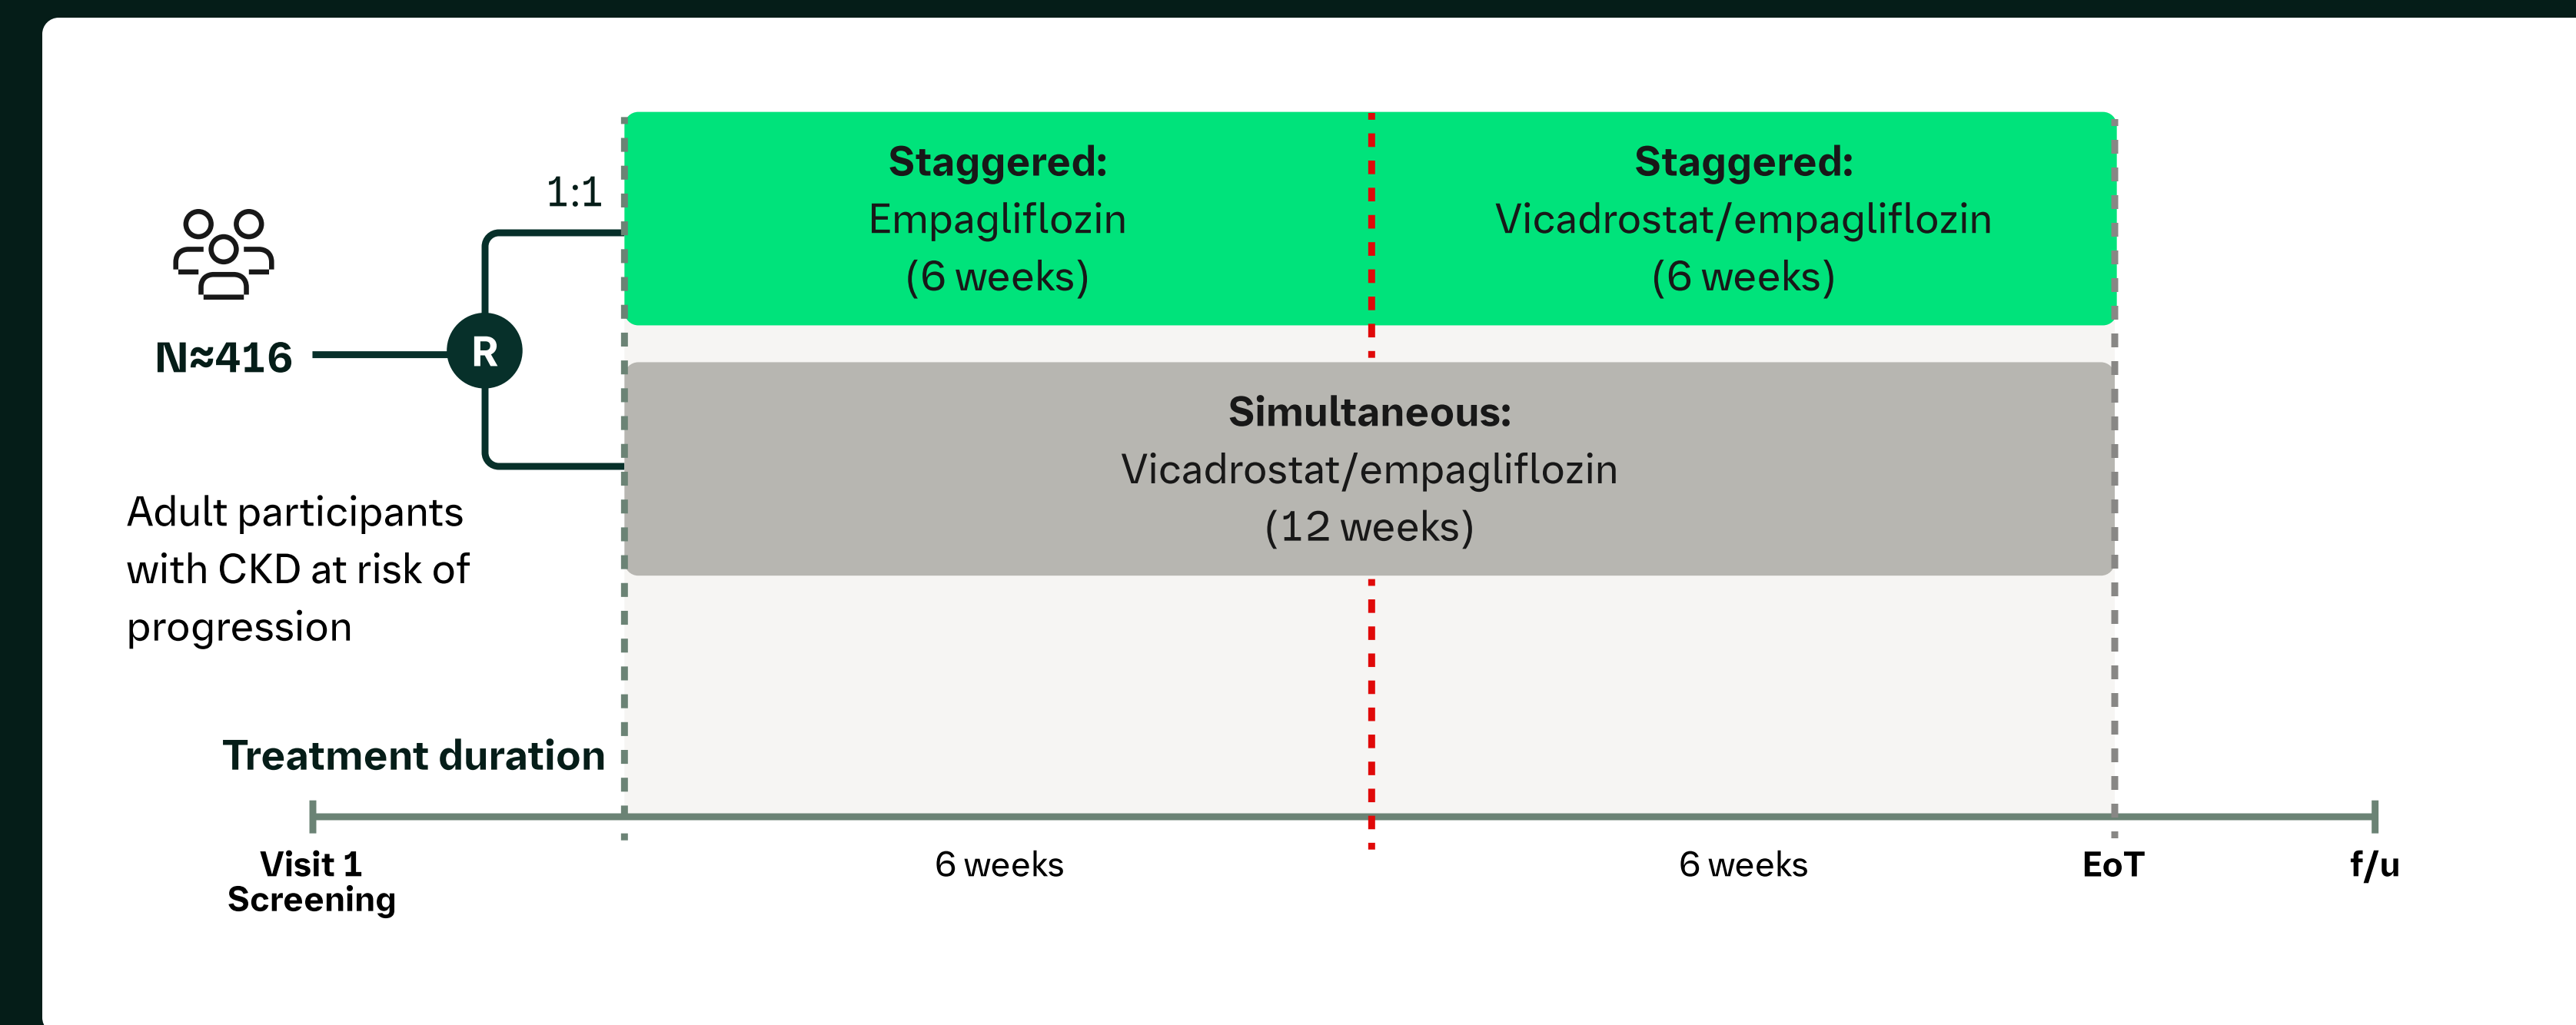 1:1
Staggered:
Empagliflozin
(6 weeks)
Staggered:
Vicadrostat/empagliflozin
(6 weeks)
N≈416
R
Simultaneous:
Vicadrostat/empagliflozin
(12 weeks)
Adult participants
with CKD at risk of
progression
Treatment duration
Visit 1
Screening
6 weeks
6 weeks
EoT
f/u